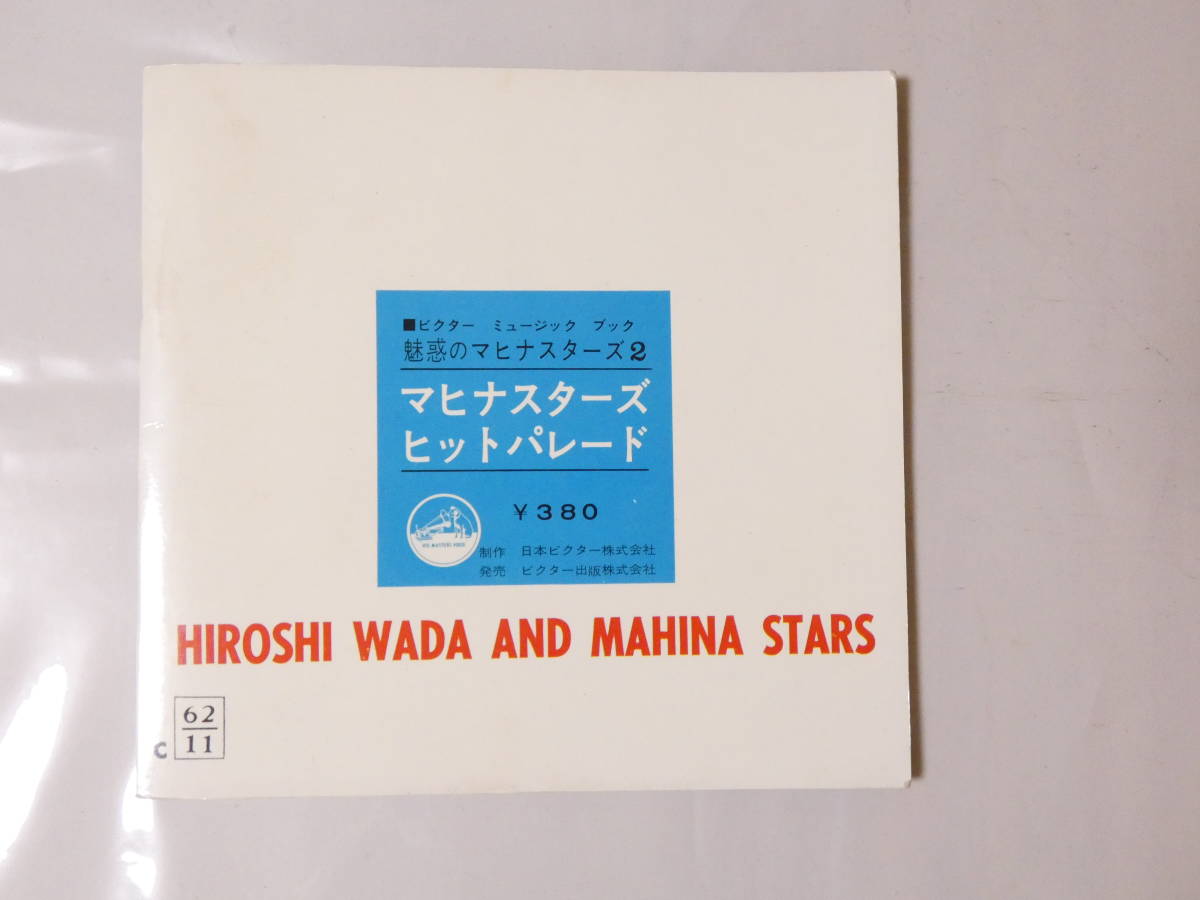 ■ビクター ミュージック ブック
魅惑のマヒナスターズ2
マヒナスターズ
ヒットパレード
¥380
HIS MASTERS VOICE
制作 日本ビクター株式会社
発売 ビクター出版株式会社
HIROSHI WADA AND MAHINA STARS
62
11
C